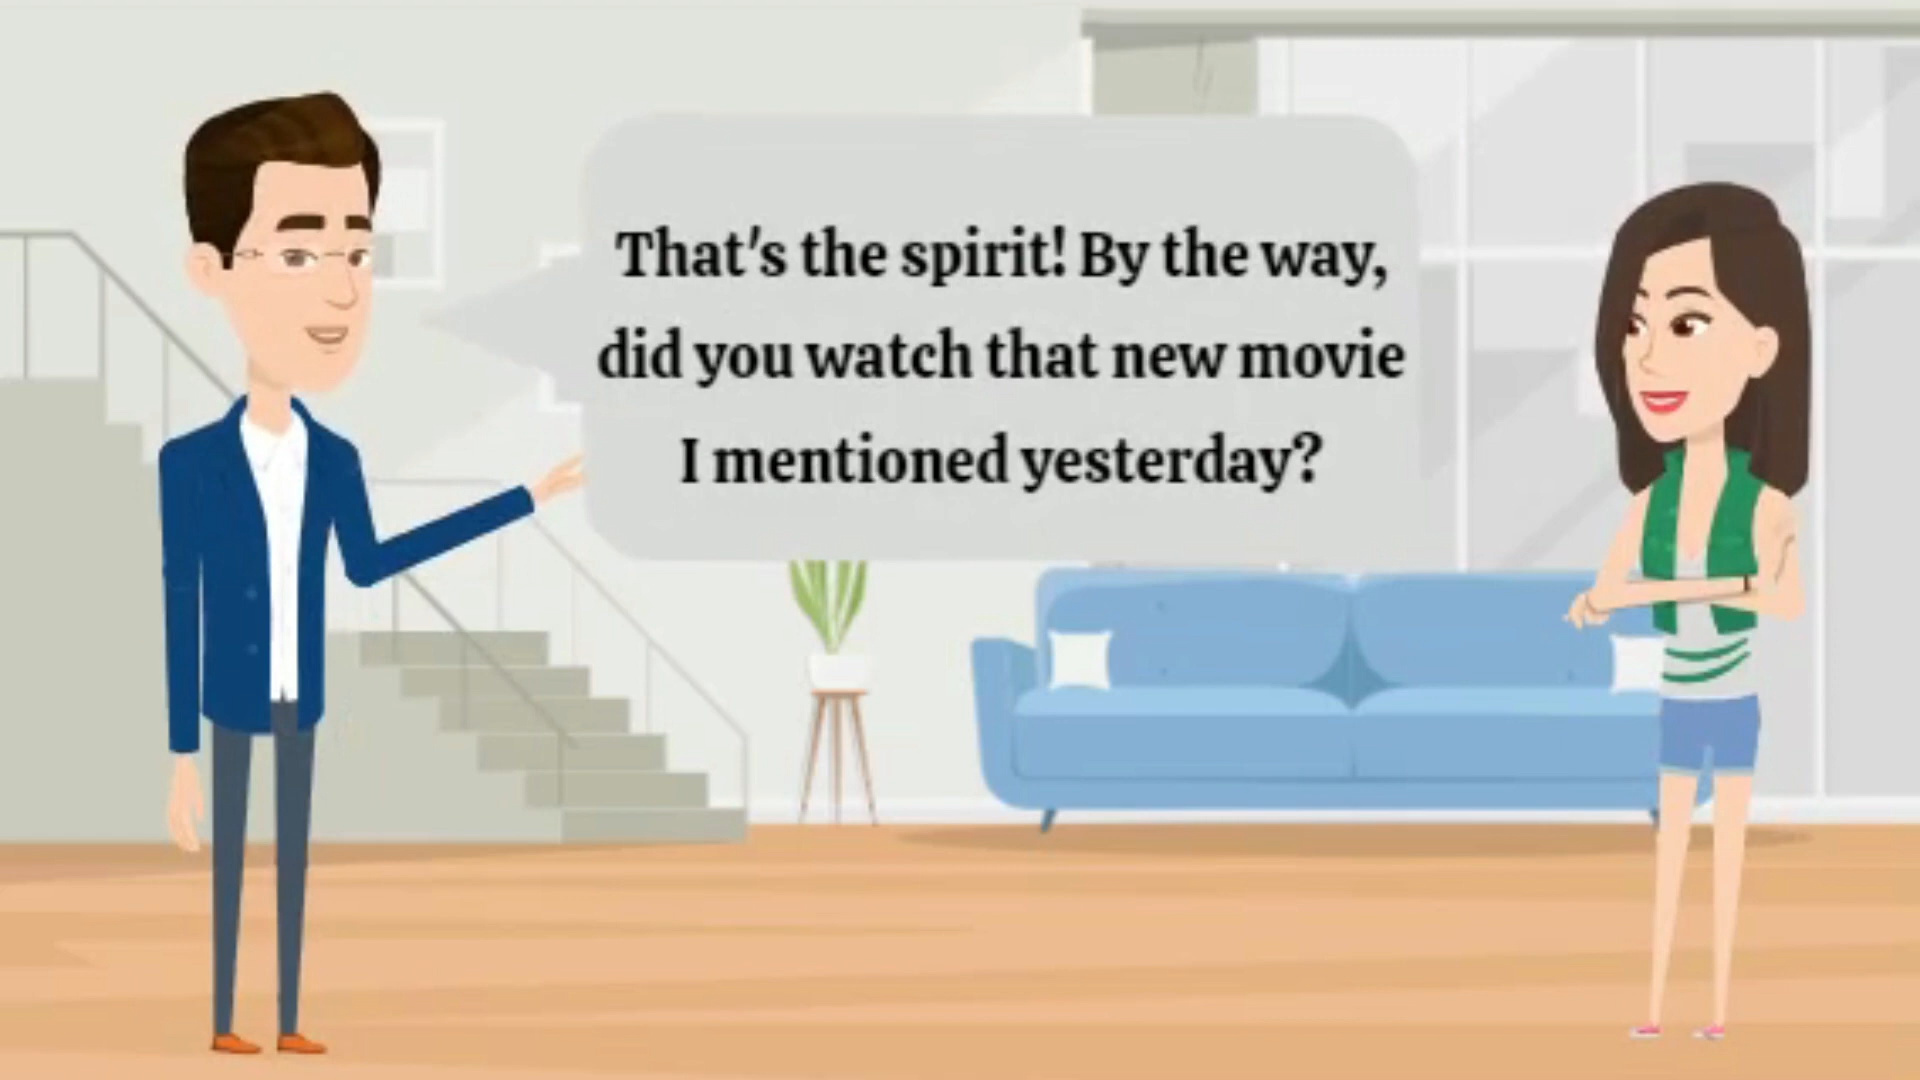 That's the spirit! By the way,
did you watch that new movie
I mentioned yesterday?